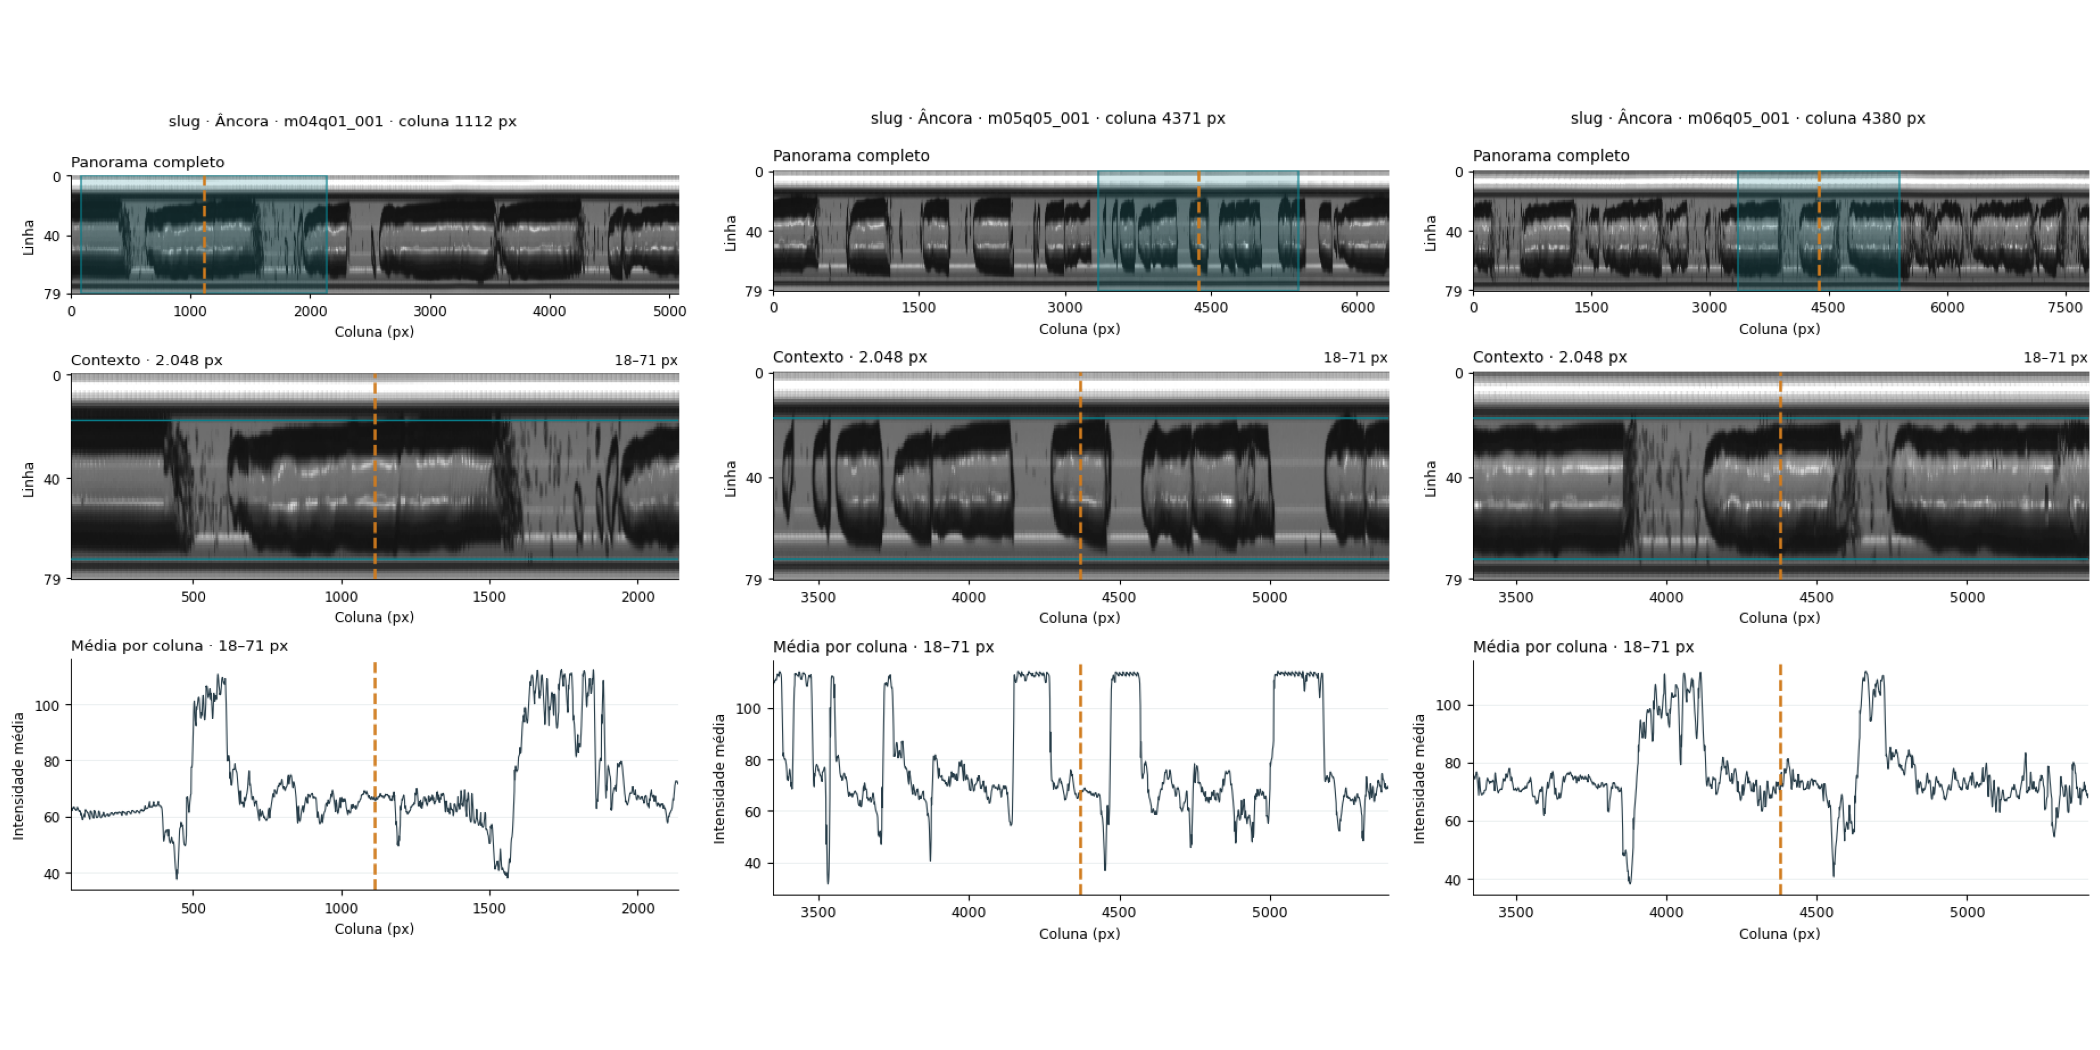 slug · Âncora · m04q01_001 · coluna 1112 px
Panorama completo
0
40
79
Linha
0
1000
2000
3000
4000
5000
Coluna (px)
Contexto · 2.048 px
18–71 px
0
40
79
Linha
500
1000
1500
2000
Coluna (px)
Média por coluna · 18–71 px
100
80
60
40
Intensidade média
500
1000
1500
2000
Coluna (px)
slug · Âncora · m05q05_001 · coluna 4371 px
Panorama completo
0
40
79
Linha
0
1500
3000
4500
6000
Coluna (px)
Contexto · 2.048 px
18–71 px
0
40
79
Linha
3500
4000
4500
5000
Coluna (px)
Média por coluna · 18–71 px
100
80
60
40
Intensidade média
3500
4000
4500
5000
Coluna (px)
slug · Âncora · m06q05_001 · coluna 4380 px
Panorama completo
0
40
79
Linha
0
1500
3000
4500
6000
7500
Coluna (px)
Contexto · 2.048 px
18–71 px
0
40
79
Linha
3500
4000
4500
5000
Coluna (px)
Média por coluna · 18–71 px
100
80
60
40
Intensidade média
3500
4000
4500
5000
Coluna (px)